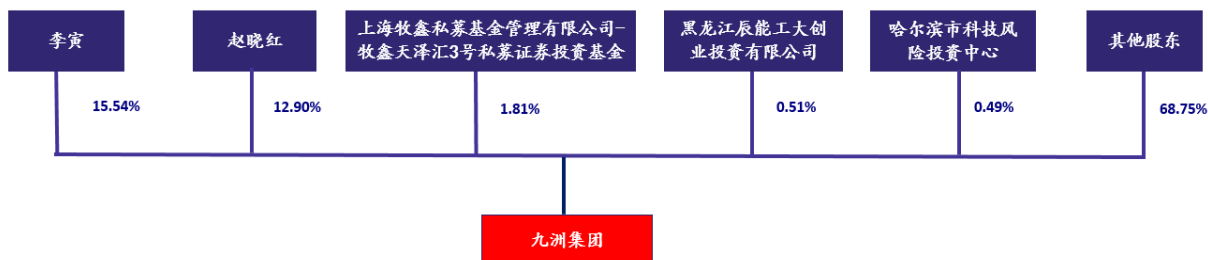 李寅
赵晓红
上海牧鑫私募基金管理有限公司-
牧鑫天泽汇3号私募证券投资基金
黑龙江辰能工大创
业投资有限公司
哈尔滨市科技风
险投资中心
其他股东
15.54%
12.90%
1.81%
0.51%
0.49%
68.75%
九洲集团